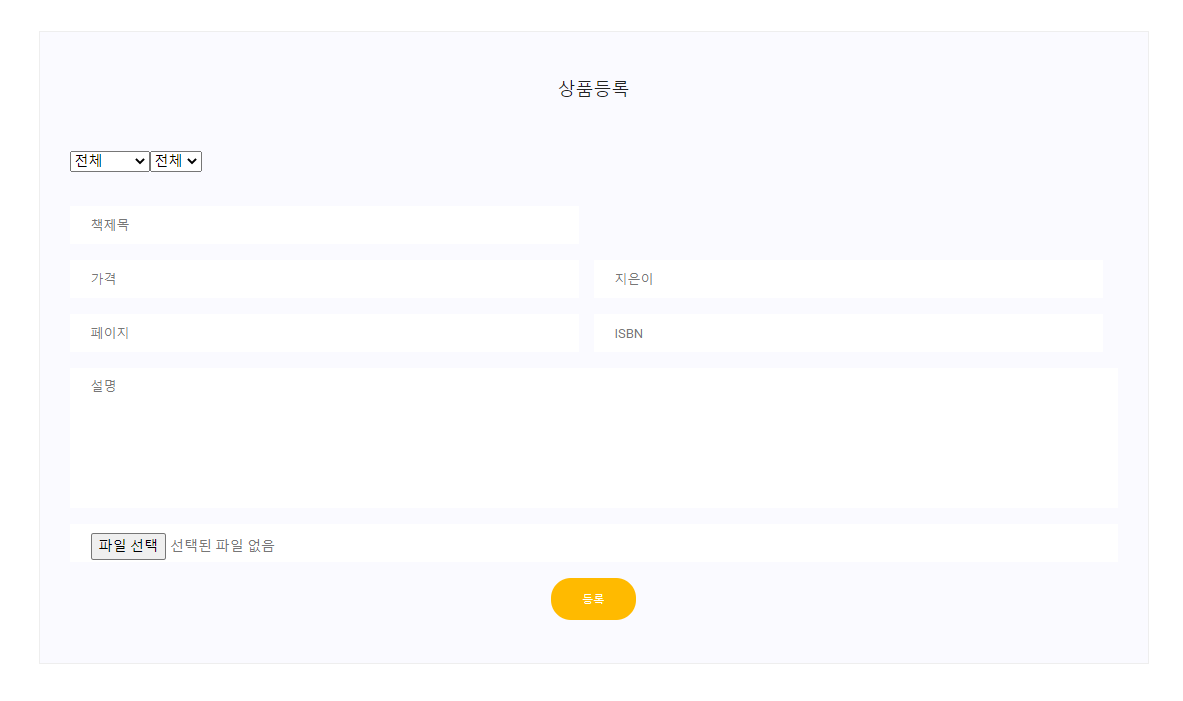 상품등록
전체 전체
책제목
가격 지은이
페이지 ISBN
설명
파일 선택 선택된 파일 없음
등록